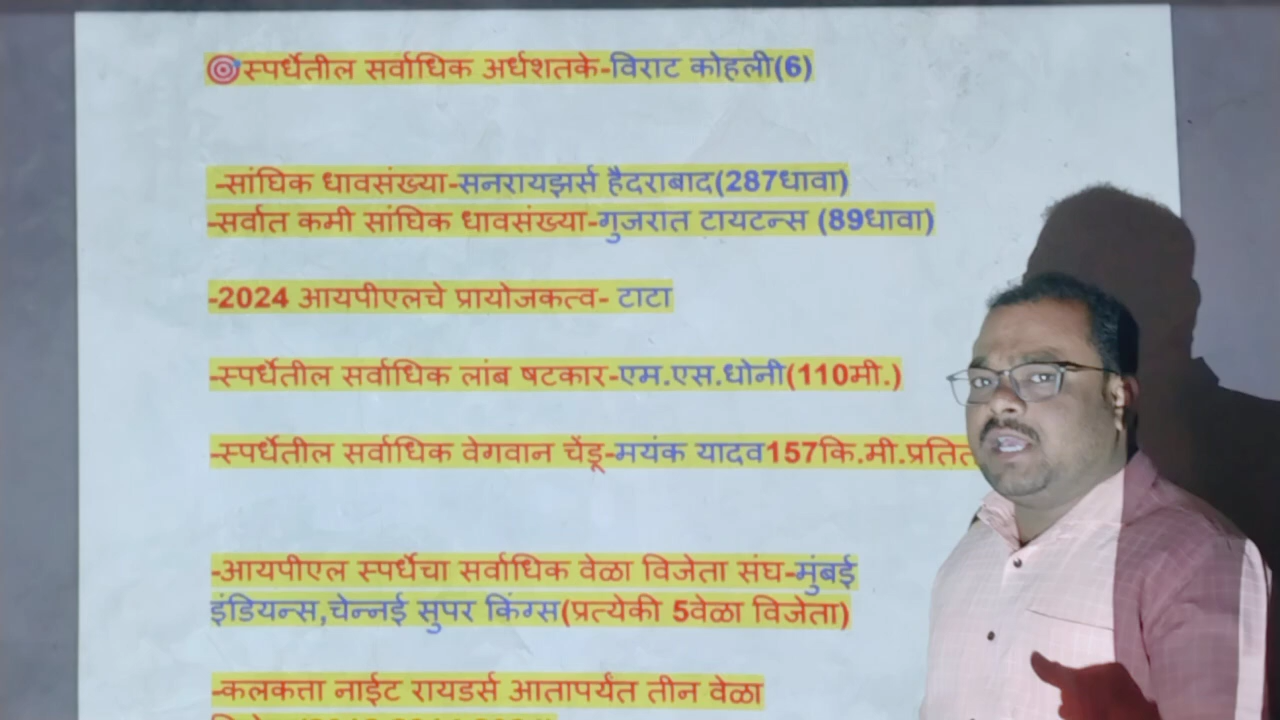 🎯स्पर्धेतील सर्वाधिक अर्धशतके-विराट कोहली(6)
-सांघिक धावसंख्या-सनरायझर्स हैदराबाद(287धावा)
-सर्वात कमी सांघिक धावसंख्या-गुजरात टायटन्स (89धावा)
-2024 आयपीएलचे प्रायोजकत्व- टाटा
-स्पर्धेतील सर्वाधिक लांब षटकार-एम.एस.धोनी(110मी.)
-स्पर्धेतील सर्वाधिक वेगवान चेंडू-मयंक यादव157कि.मी.
-आयपीएल स्पर्धेचा सर्वाधिक वेळा विजेता संघ-मुंबई
इंडियन्स,चेन्नई सुपर किंग्स(प्रत्येकी 5वेळा विजेता)
-कलकत्ता नाईट रायडर्स आतापर्यंत तीन वेळा